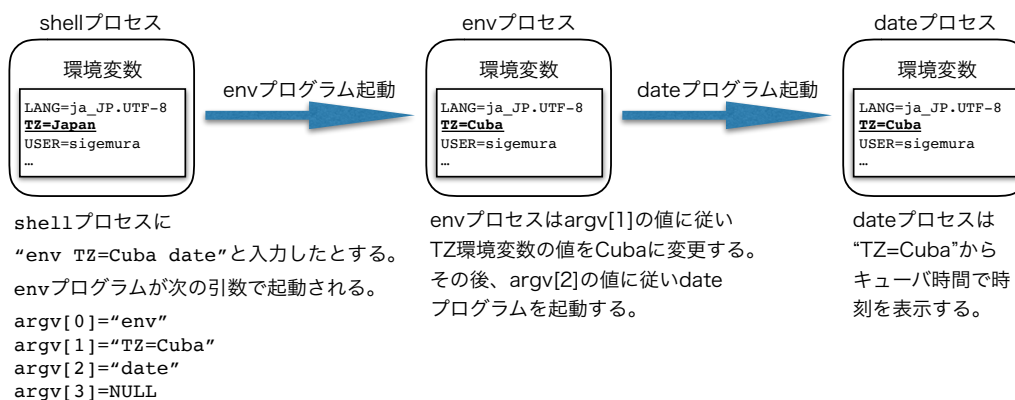 shellプロセス
環境変数
LANG=ja_JP.UTF-8
TZ=Japan
USER=sigemura
…
envプログラム起動
envプロセス
環境変数
LANG=ja_JP.UTF-8
TZ=Cuba
USER=sigemura
…
dateプログラム起動
dateプロセス
環境変数
LANG=ja_JP.UTF-8
TZ=Cuba
USER=sigemura
…
shellプロセスに
“env TZ=Cuba date”と入力したとする。
envプログラムが次の引数で起動される。
argv[0]=“env”
argv[1]=“TZ=Cuba”
argv[2]=“date”
argv[3]=NULL
envプロセスはargv[1]の値に従い
TZ環境変数の値をCubaに変更する。
その後、argv[2]の値に従いdate
プログラムを起動する。
dateプロセスは
“TZ=Cuba”から
キューバ時間で時
刻を表示する。